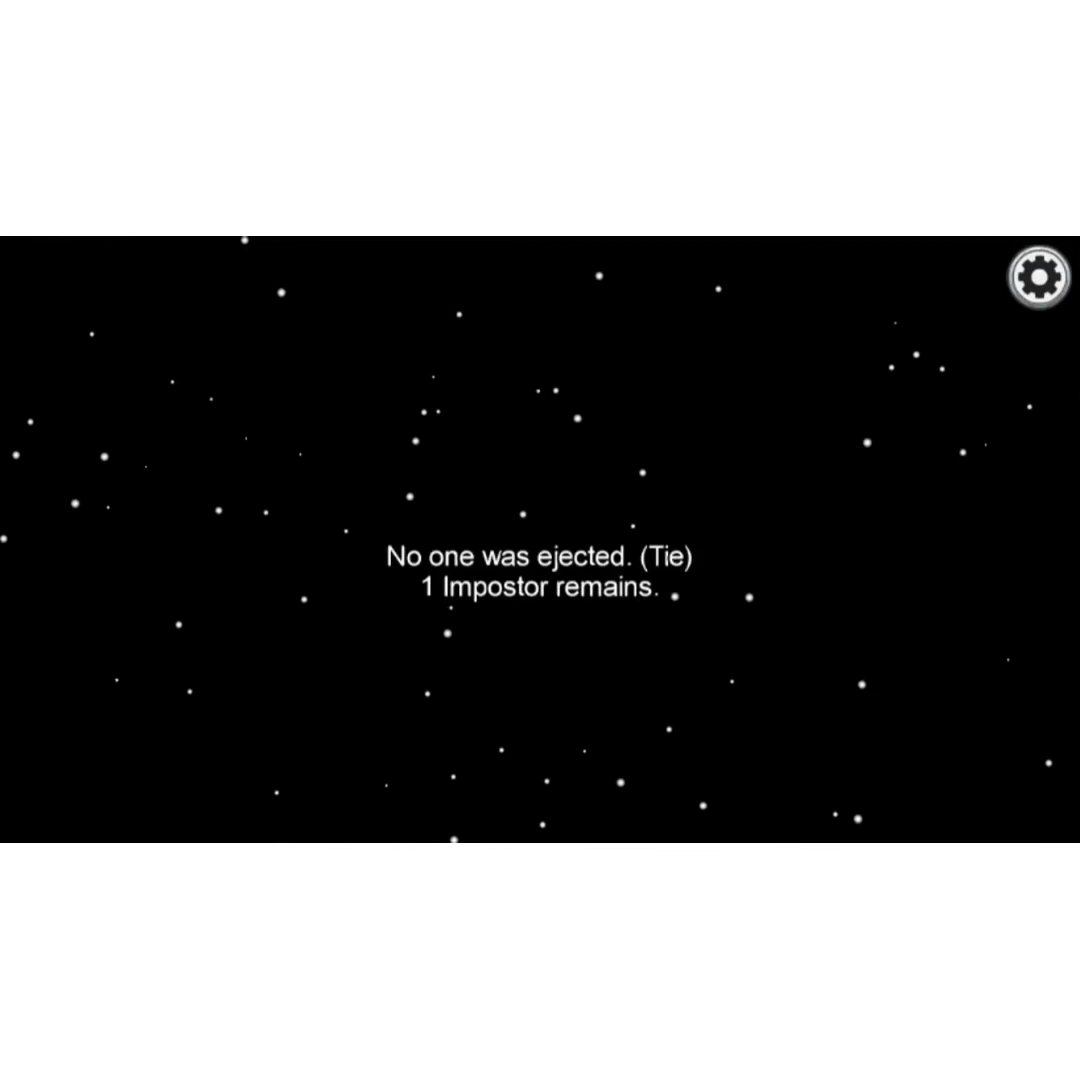 No one was ejected. (Tie)
1 Impostor remains.